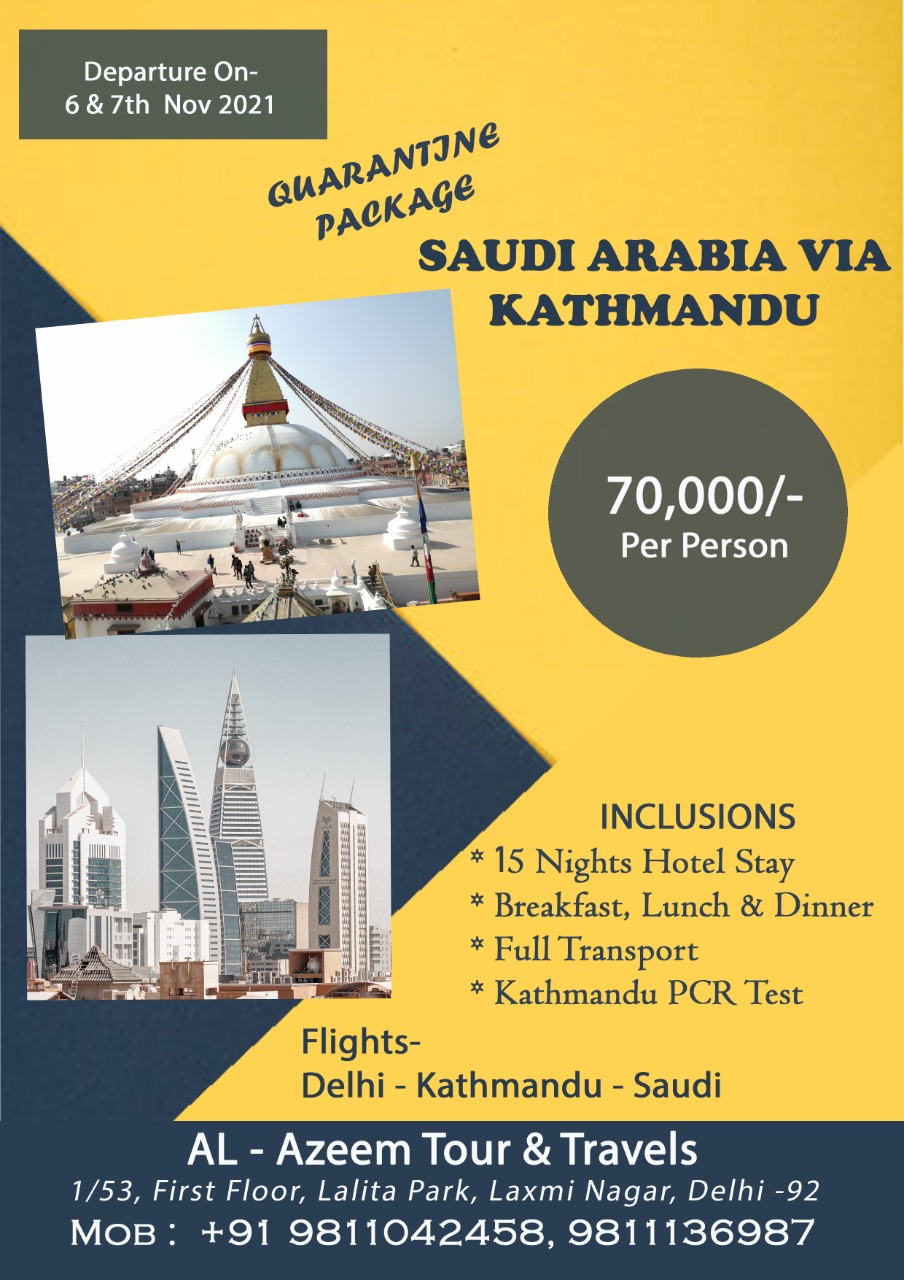 Departure On-
6 & 7th Nov 2021
QUARANTINE
PACKAGE
SAUDI ARABIA VIA
KATHMANDU
70,000/-
Per Person
INCLUSIONS
* 15 Nights Hotel Stay
* Breakfast, Lunch & Dinner
* Full Transport
* Kathmandu PCR Test
Flights-
Delhi - Kathmandu - Saudi
AL - Azeem Tour & Travels
1/53, First Floor, Lalita Park, Laxmi Nagar, Delhi -92
MOB : +91 9811042458, 9811136987